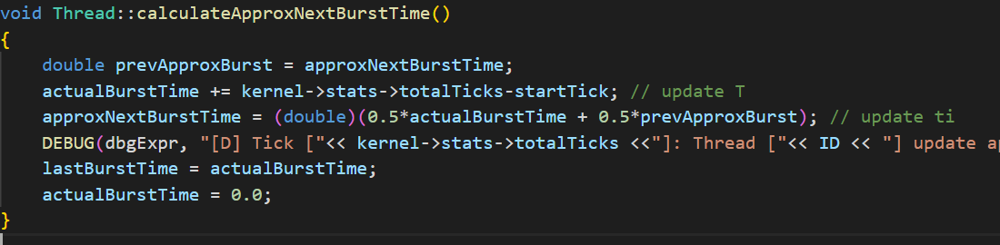 void Thread::calculateApproxNextBurstTime()
{
    double prevApproxBurst = approxNextBurstTime;
    actualBurstTime += kernel->stats->totalTicks-startTick; // update T
    approxNextBurstTime = (double)(0.5*actualBurstTime + 0.5*prevApproxBurst); // update ti
    DEBUG(dbgExpr, "[D] Tick ["<< kernel->stats->totalTicks <<"]: Thread ["<< ID << "] update
    lastBurstTime = actualBurstTime;
    actualBurstTime = 0.0;
}